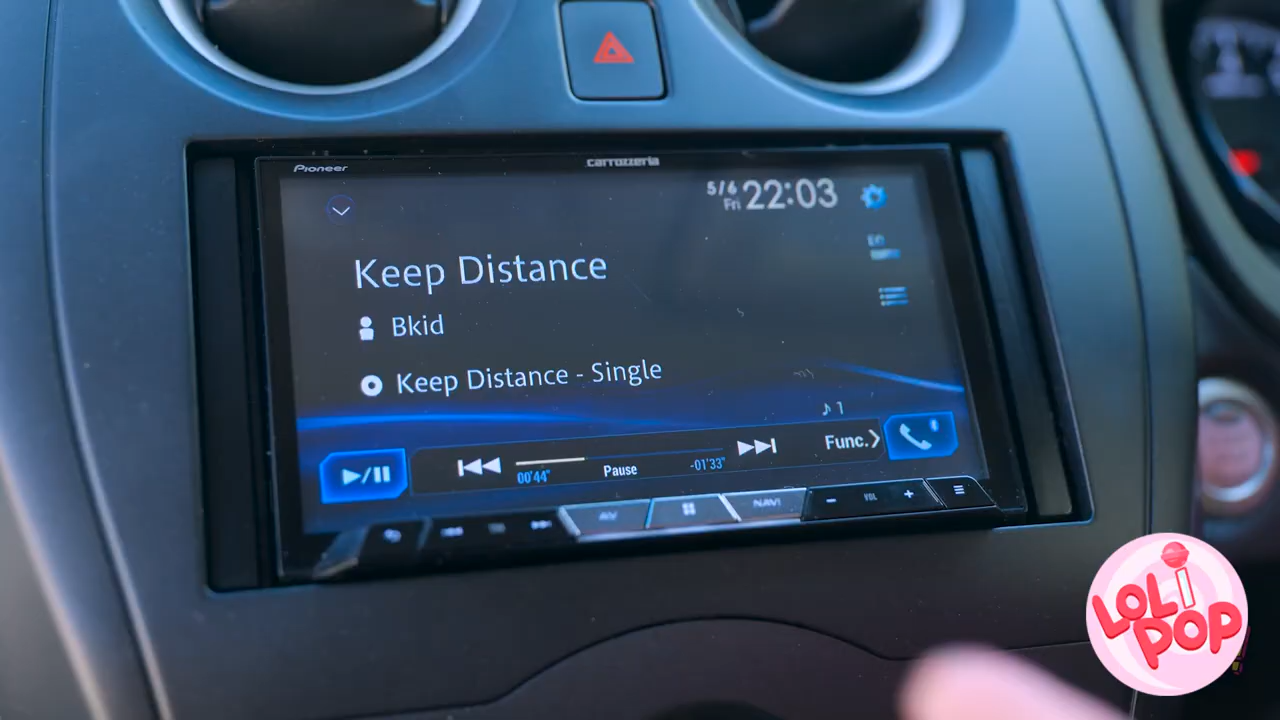 Pioneer
carrozzeria
5/6
Fri
22:03
EQ
Keep Distance
Bkid
Keep Distance - Single
1
Func.
00'44"
Pause
-01'33"
AV
NAVI
- VOL +
LOLIPOP